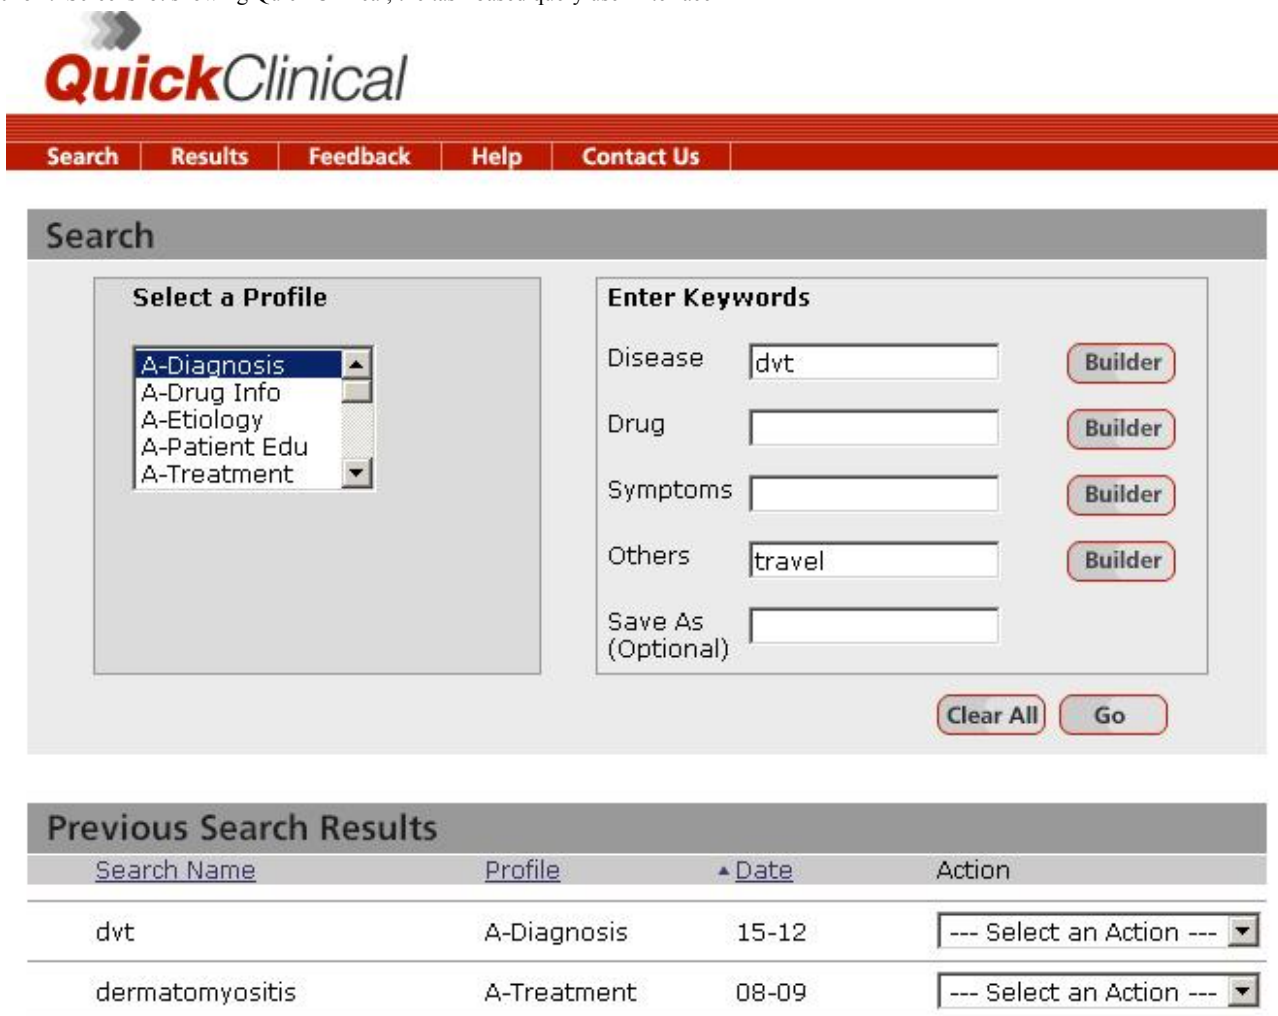 QuickClinical
Search Results Feedback Help Contact Us
Search
Select a Profile
A-Diagnosis
A-Drug Info
A-Etiology
A-Patient Edu
A-Treatment
Enter Keywords
Disease dvt Builder
Drug Builder
Symptoms Builder
Others travel Builder
Save As
(Optional)
Clear All Go
Previous Search Results
Search Name Profile Date Action
dvt A-Diagnosis 15-12 --- Select an Action ---
dermatomyositis A-Treatment 08-09 --- Select an Action ---